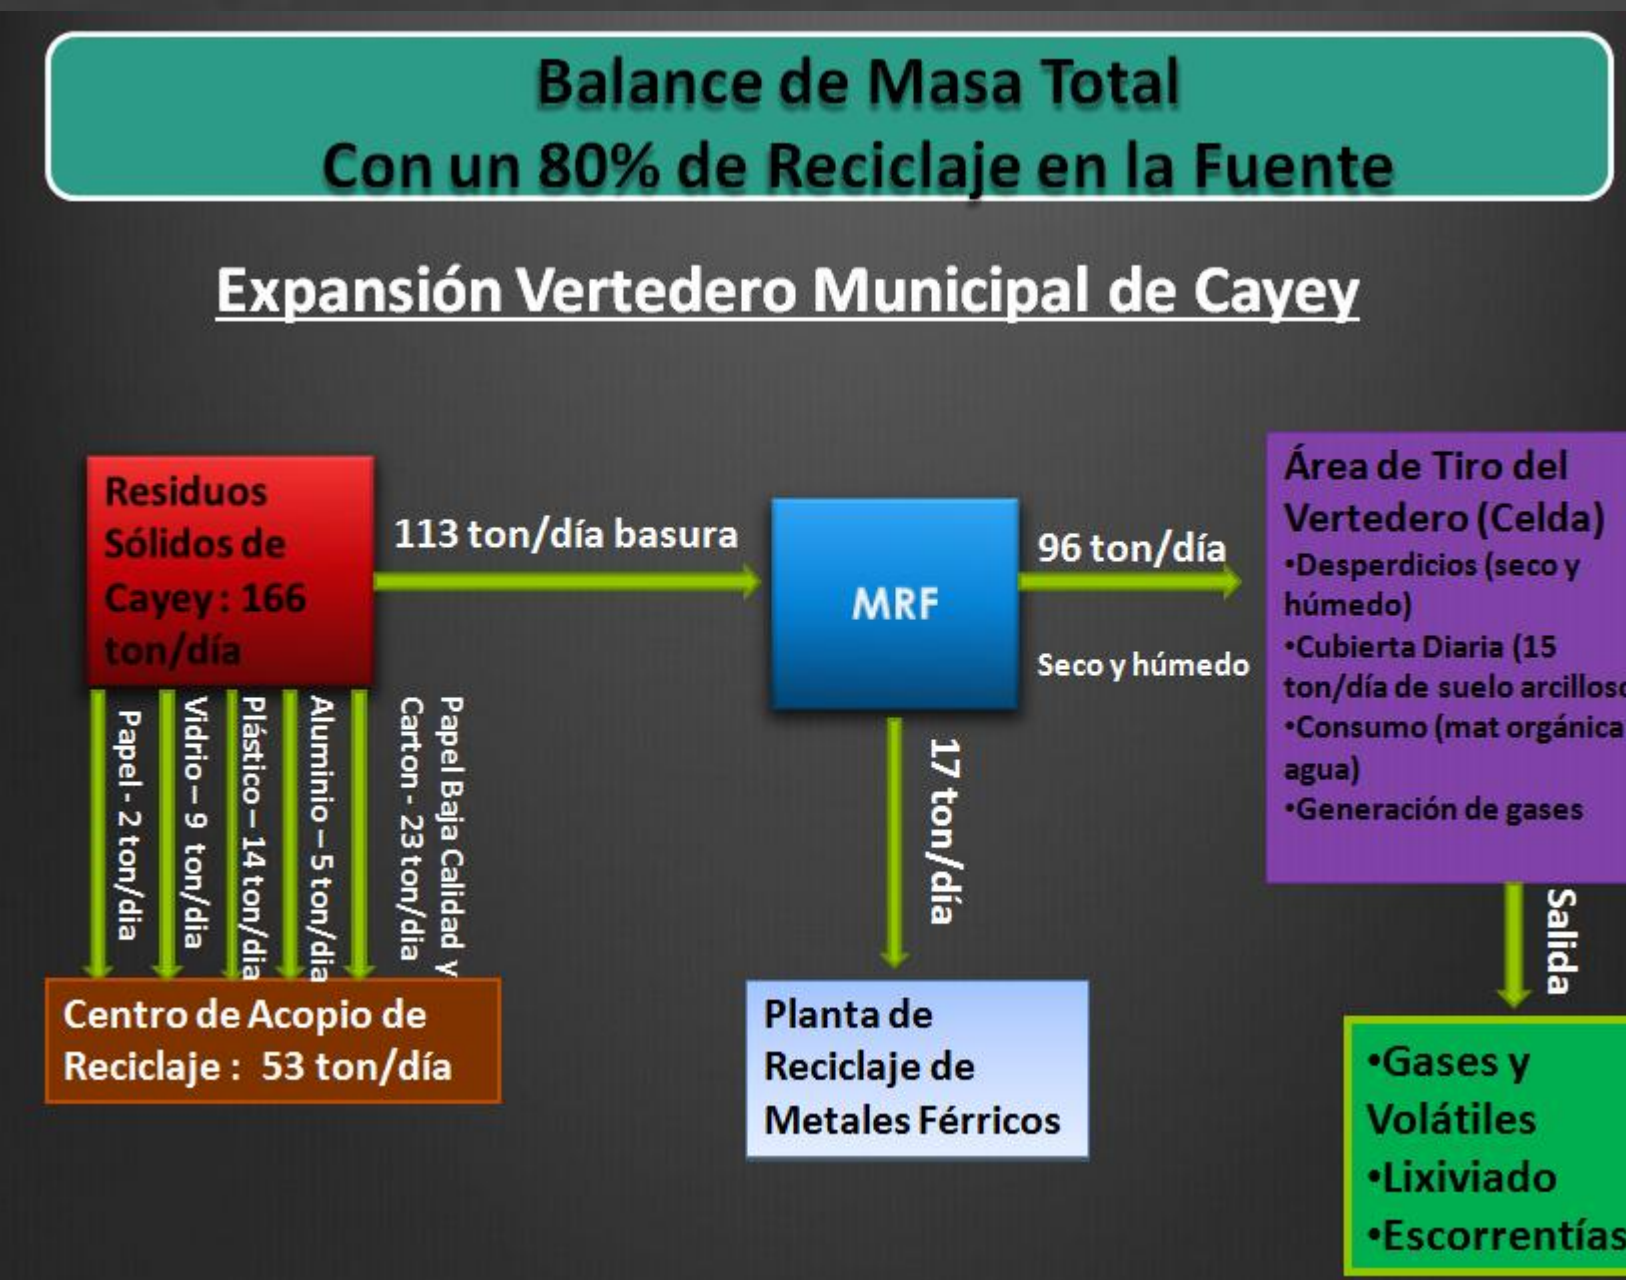 Balance de Masa Total
Con un 80% de Reciclaje en la Fuente
Expansión Vertedero Municipal de Cayey
Residuos
Sólidos de
Cayey: 166
ton/día
113 ton/día basura
MRF
96 ton/día
Seco y húmedo
Área de Tiro del
Vertedero (Celda)
•Desperdicios (seco y
húmedo)
•Cubierta Diaria (15
ton/día de suelo arcilloso
•Consumo (mat orgánica
agua)
•Generación de gases
Papel - 2 ton/dia
Vidrio – 9 ton/dia
Plástico – 14 ton/dia
Aluminio – 5 ton/dia
Papel Baja Calidad y
Carton - 23 ton/dia
17 ton/día
Salida
Centro de Acopio de
Reciclaje : 53 ton/día
Planta de
Reciclaje de
Metales Férricos
•Gases y
Volátiles
•Lixiviado
•Escorrentías